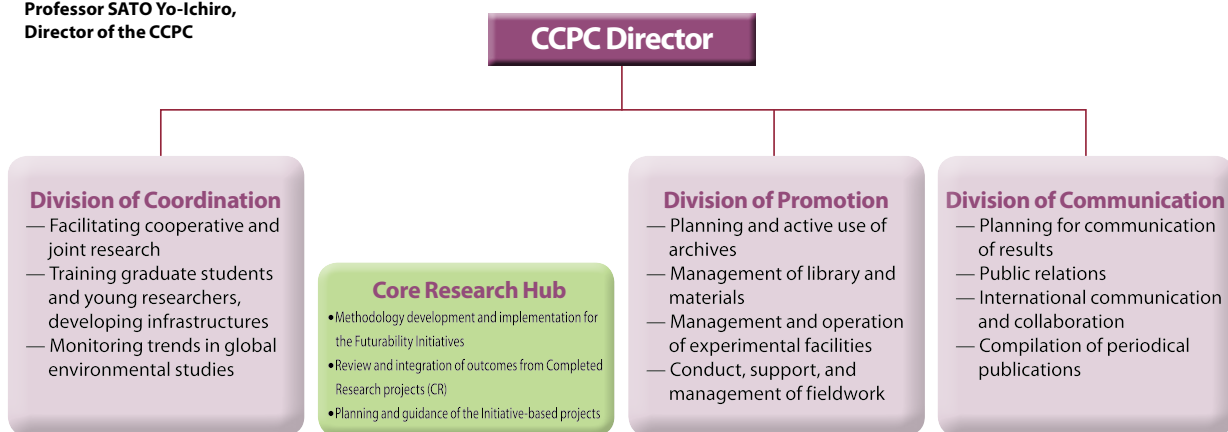 Professor SATO Yo-Ichiro,
Director of the CCPC
CCPC Director
Division of Coordination
— Facilitating cooperative and
joint research
— Training graduate students
and young researchers,
developing infrastructures
— Monitoring trends in global
environmental studies
Core Research Hub
•Methodology development and implementation for
the Futurability Initiatives
•Review and integration of outcomes from Completed
Research projects (CR)
•Planning and guidance of the Initiative-based projects
Division of Promotion
— Planning and active use of
archives
— Management of library and
materials
— Management and operation
of experimental facilities
— Conduct, support, and
management of fieldwork
Division of Communication
— Planning for communication
of results
— Public relations
— International communication
and collaboration
— Compilation of periodical
publications